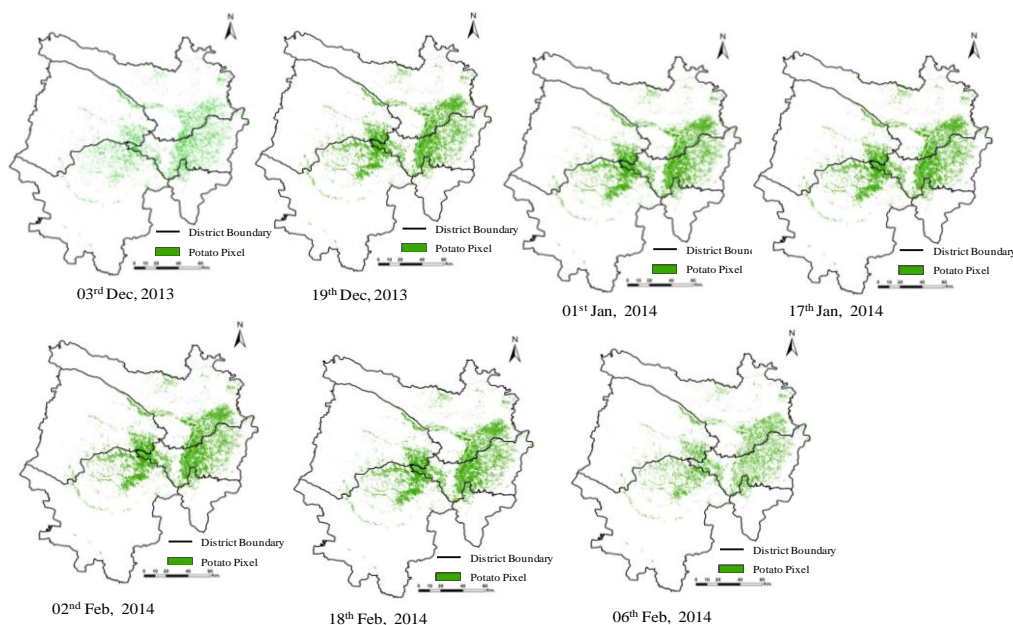 N
District Boundary
Potato Pixel
03rd Dec, 2013
N
District Boundary
Potato Pixel
19th Dec, 2013
N
District Boun
Potato Pixel
01st Jan, 2014
N
District Boundary
Potato Pixel
17th Jan, 2014
N
District Boundary
Potato Pixel
02nd Feb, 2014
N
District Boundary
Potato Pixel
18th Feb, 2014
N
District Boundary
Potato Pixel
06th Feb, 2014